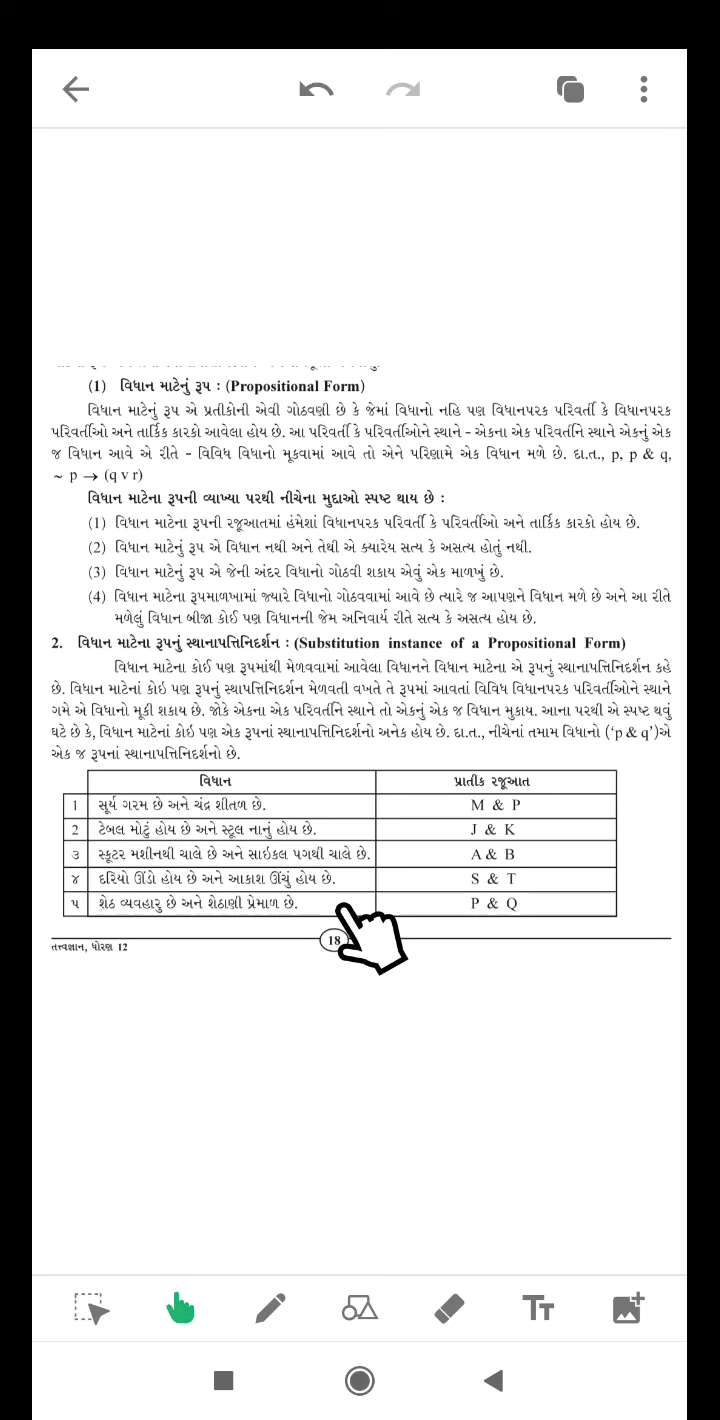 (1) વિધાન માટેનું રૂપ : (Propositional Form)
વિધાન માટેનું રૂપ એ પ્રતીકોની એવી ગોઠવણી છે કે જેમાં વિધાનો નહિ પણ વિધાનપરક પરિવર્તી કે વિધાનપરક
પરિવર્તીઓ અને તાર્કિક કારકો આવેલા હોય છે. આ પરિવર્તી કે પરિવર્તીઓને સ્થાને - એકના એક પરિવર્તીને સ્થાને એકનું એક
જ વિધાન આવે એ રીતે - વિવિધ વિધાનો મૂકવામાં આવે તો એને પરિણામે એક વિધાન મળે છે. દા.ત., p, p & q,
~ p → (q v r)
વિધાન માટેના રૂપની વ્યાખ્યા પરથી નીચેના મુદાઓ સ્પષ્ટ થાય છે :
(1) વિધાન માટેના રૂપની રજૂઆતમાં હંમેશાં વિધાનપરક પરિવર્તી કે પરિવર્તીઓ અને તાર્કિક કારકો હોય છે.
(2) વિધાન માટેનું રૂપ એ વિધાન નથી અને તેથી એ ક્યારેય સત્ય કે અસત્ય હોતું નથી.
(3) વિધાન માટેનું રૂપ એ જેની અંદર વિધાનો ગોઠવી શકાય એવું એક માળખું છે.
(4) વિધાન માટેના રૂપમાળખામાં જ્યારે વિધાનો ગોઠવવામાં આવે છે ત્યારે જ આપણને વિધાન મળે છે અને આ રીતે
મળેલું વિધાન બીજા કોઈ પણ વિધાનની જેમ અનિવાર્ય રીતે સત્ય કે અસત્ય હોય છે.
2. વિધાન માટેના રૂપનું સ્થાનાપત્તિનિદર્શન : (Substitution instance of a Propositional Form)
વિધાન માટેના કોઈ પણ રૂપમાંથી મેળવવામાં આવેલા વિધાનને વિધાન માટેના એ રૂપનું સ્થાનાપત્તિનિદર્શન કહે
છે. વિધાન માટેનાં કોઇ પણ રૂપનું સ્થાપત્તિનિદર્શન મેળવતી વખતે તે રૂપમાં આવતાં વિવિધ વિધાનપરક પરિવર્તીઓને સ્થાને
ગમે એ વિધાનો મૂકી શકાય છે. જોકે એકના એક પરિવર્તીને સ્થાને તો એકનું એક જ વિધાન મુકાય. આના પરથી એ સ્પષ્ટ થવું
ઘટે છે કે, વિધાન માટેનાં કોઇ પણ એક રૂપનાં સ્થાનાપત્તિનિદર્શનો અનેક હોય છે. દા.ત., નીચેનાં તમામ વિધાનો ('p & q')એ
એક જ રૂપનાં સ્થાનાપત્તિનિદર્શનો છે.
વિધાન પ્રાતીક રજૂઆત
1 સૂર્ય ગરમ છે અને ચંદ્ર શીતળ છે. M & P
2 ટેબલ મોટું હોય છે અને સ્ટૂલ નાનું હોય છે. J & K
૩ સ્કૂટર મશીનથી ચાલે છે અને સાઇકલ પગથી ચાલે છે. A & B
૪ દરિયો ઊંડો હોય છે અને આકાશ ઊંચું હોય છે. S & T
૫ શેઠ વ્યવહારુ છે અને શેઠાણી પ્રેમાળ છે. P & Q
તત્ત્વજ્ઞાન, ધોરણ 12 18
TT